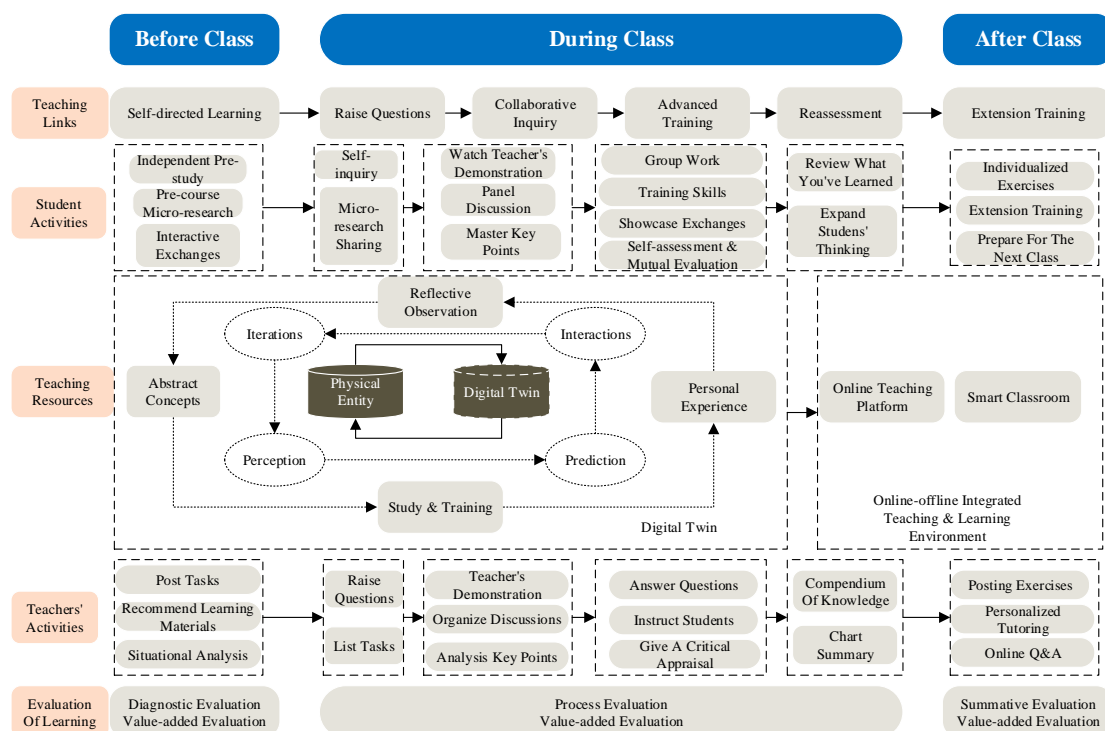 Before Class
During Class
After Class
Teaching
Links
Self-directed Learning
Raise Questions
Collaborative
Inquiry
Advanced
Training
Reassessment
Extension Training
Student
Activities
Independent Pre-
study
Pre-course
Micro-research
Interactive
Exchanges
Self-
inquiry
Micro-
research
Sharing
Watch Teacher's
Demonstration
Panel
Discussion
Master Key
Points
Group Work
Training Skills
Showcase Exchanges
Self-assessment &
Mutual Evaluation
Review What
You've Learned
Expand
Studens'
Thinking
Individualized
Exercises
Extension Training
Prepare For The
Next Class
Teaching
Resources
Reflective
Observation
Iterations
Interactions
Abstract
Concepts
Physical
Entity
Digital Twin
Personal
Experience
Perception
Prediction
Study & Training
Digital Twin
Online Teaching
Platform
Smart Classroom
Online-offline Integrated
Teaching & Learning
Environment
Teachers'
Activities
Post Tasks
Recommend Learning
Materials
Situational Analysis
Raise
Questions
List Tasks
Teacher's
Demonstration
Organize Discussions
Analysis Key Points
Answer Questions
Instruct Students
Give A Critical
Appraisal
Compendium
Of Knowledge
Chart
Summary
Posting Exercises
Personalized
Tutoring
Online Q&A
Evaluation
Of Learning
Diagnostic Evaluation
Value-added Evaluation
Process Evaluation
Value-added Evaluation
Summative Evaluation
Value-added Evaluation